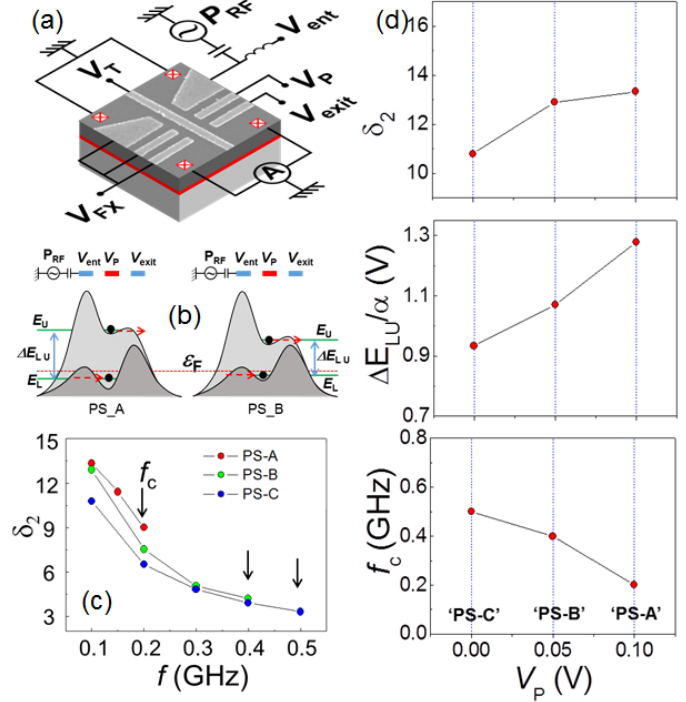 (a)
P_RF
V_ent
V_T
V_P
V_exit
A
V_FX
P_RF V_ent V_P V_exit
P_RF V_ent V_P V_exit
(b)
E_U
ΔE_LU
E_L
ε_F
E_U
ΔE_LU
E_L
PS_A
PS_B
15
12
9
6
3
δ_2
f_c
PS-A
PS-B
PS-C
(c)
0.1 0.2 0.3 0.4 0.5
f (GHz)
(d)
16
14
12
10
δ_2
1.3
1.1
0.9
0.7
ΔE_LU/α (V)
0.8
0.6
0.4
0.2
0.0
f_c (GHz)
'PS-C' 'PS-B' 'PS-A'
0.00 0.05 0.10
V_P (V)